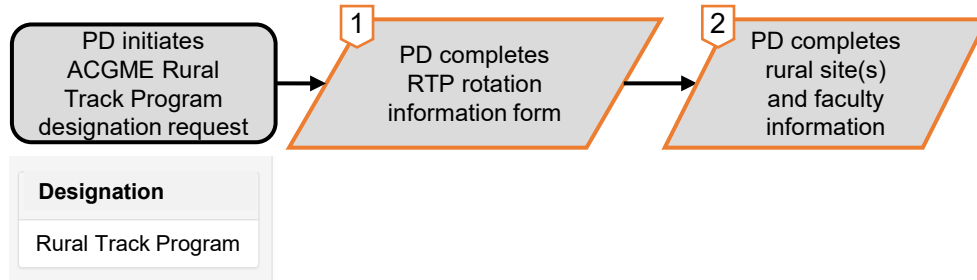 PD initiates
ACGME Rural
Track Program
designation request
1
PD completes
RTP rotation
information form
2
PD completes
rural site(s)
and faculty
information
Designation
Rural Track Program